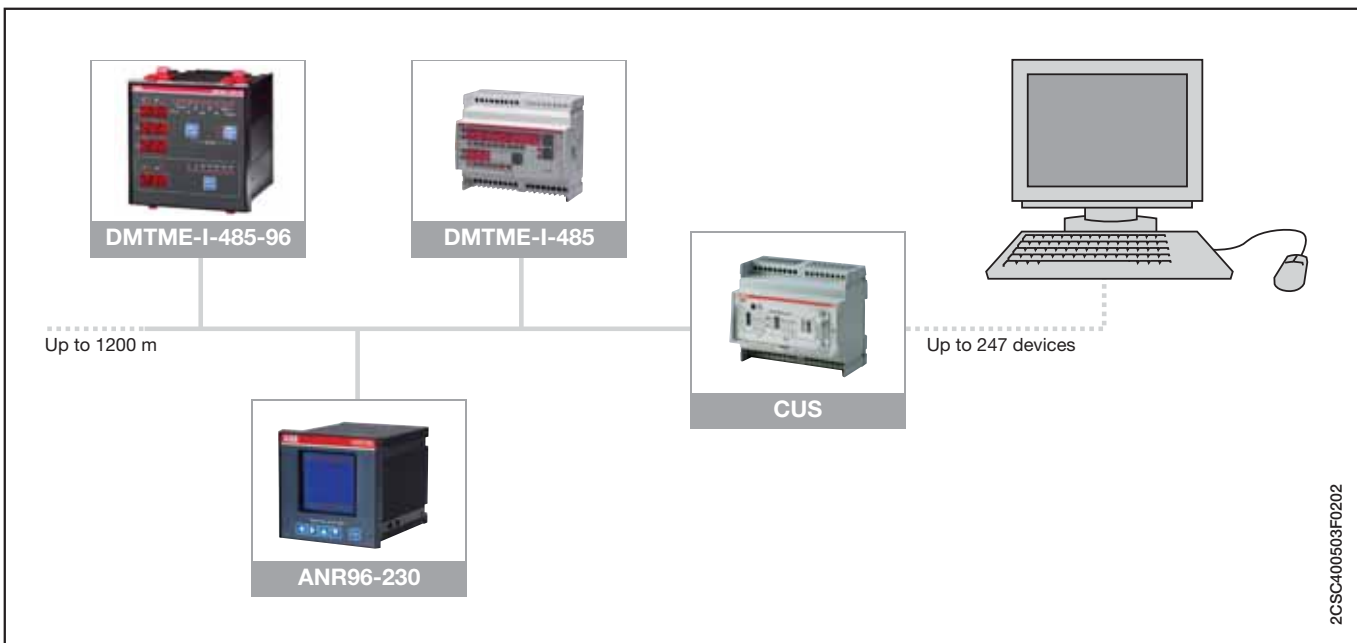 DMTME-I-485-96
DMTME-I-485
CUS
Up to 1200 m
Up to 247 devices
ANR96-230
2CSC400503F0202